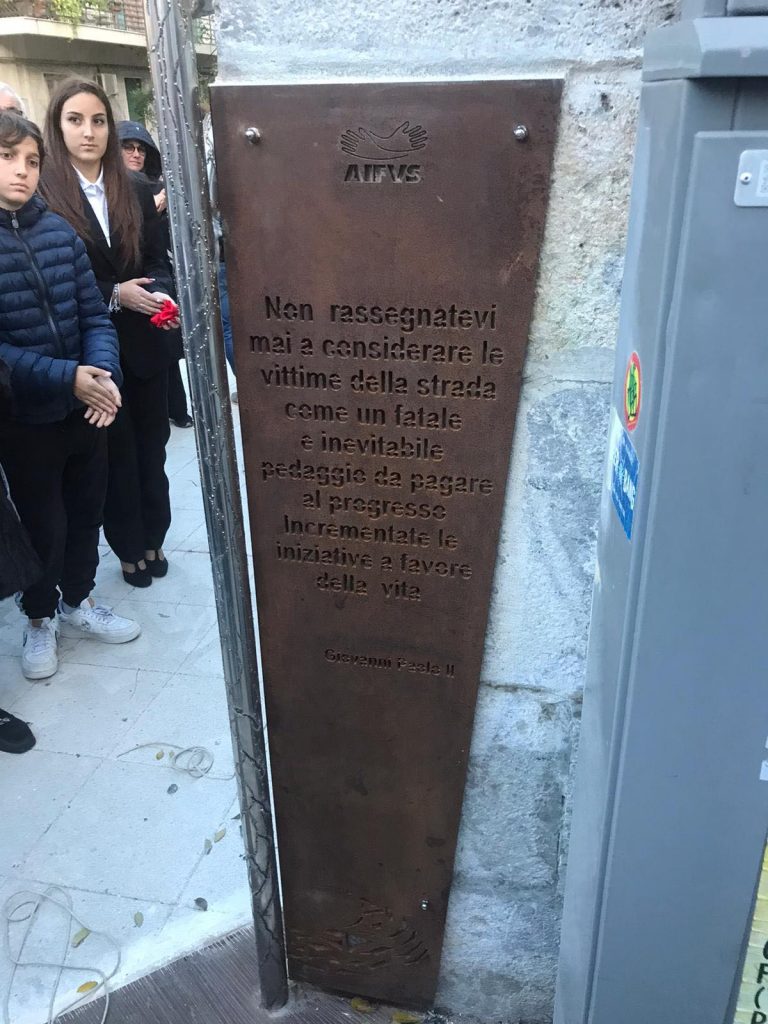 AIFVS
Non rassegnatevi
mai a considerare le
vittime della strada
come un fatale
e inevitabile
pedaggio da pagare
al progresso
Incrementate le
iniziative a favore
della vita
Giovanni Paolo II